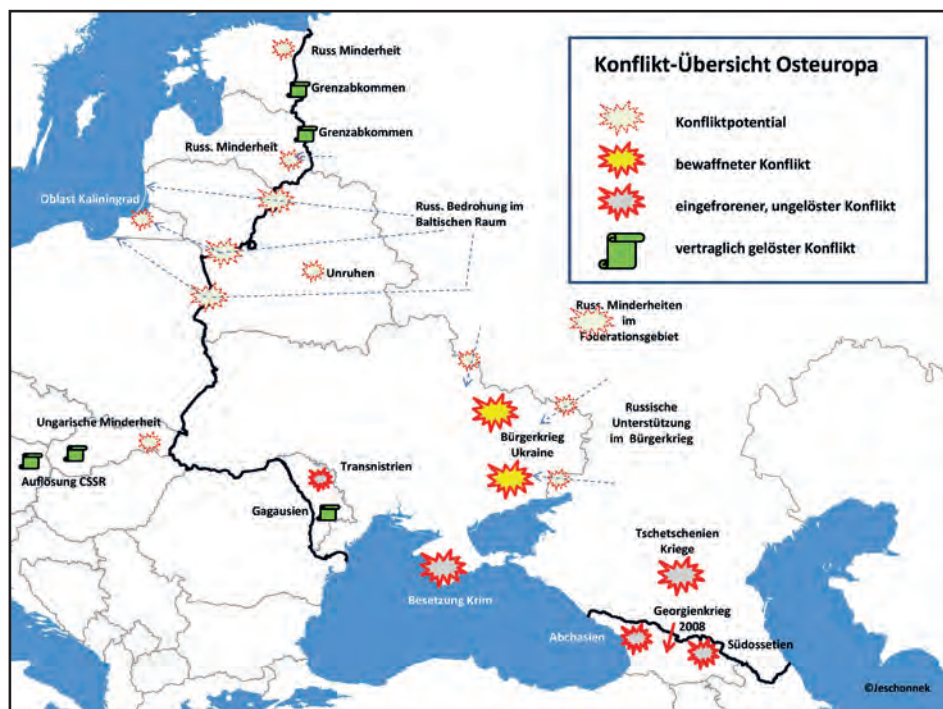 Russ Minderheit
Grenzabkommen
Grenzabkommen
Russ. Minderheit
Oblast Kaliningrad
Russ. Bedrohung im
Baltischen Raum
Unruhen
Konflikt-Übersicht Osteuropa
Konfliktpotential
bewaffneter Konflikt
eingefrorener, ungelöster Konflikt
vertraglich gelöster Konflikt
Russ. Minderheiten
im
Föderationsgebiet
Ungarische Minderheit
Auflösung CSSR
Transnistrien
Gagausien
Bürgerkrieg
Ukraine
Russische
Unterstützung
im Bürgerkrieg
Besetzung Krim
Tschetschenien
Kriege
Georgienkrieg
2008
Abchasien
Südossetien
©Jeschonnek